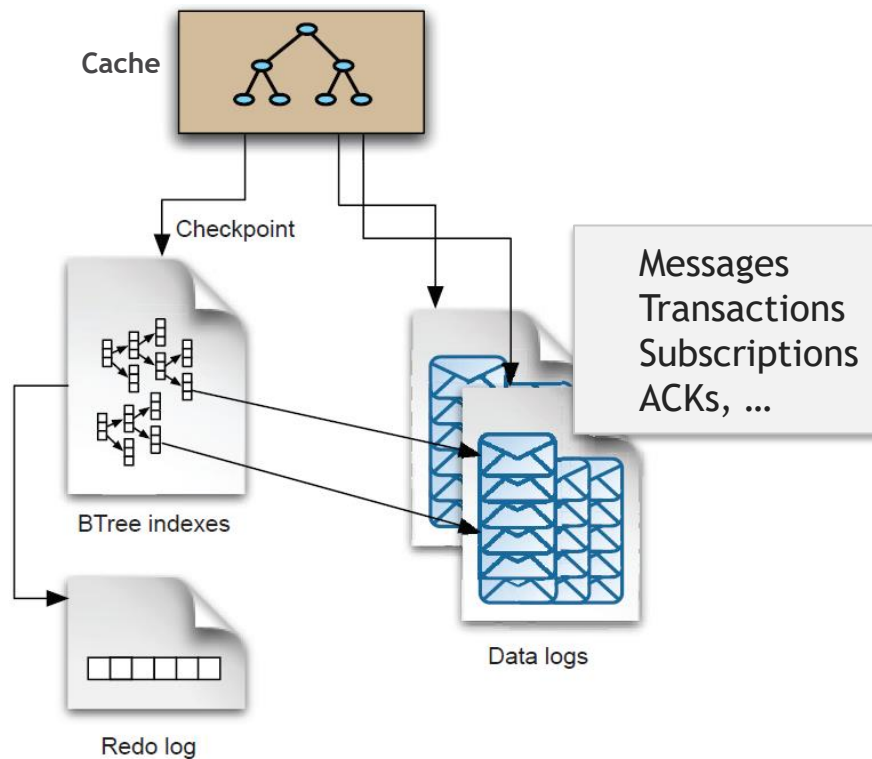 Cache
Checkpoint
Messages
Transactions
Subscriptions
ACKs, …
BTree indexes
Data logs
Redo log